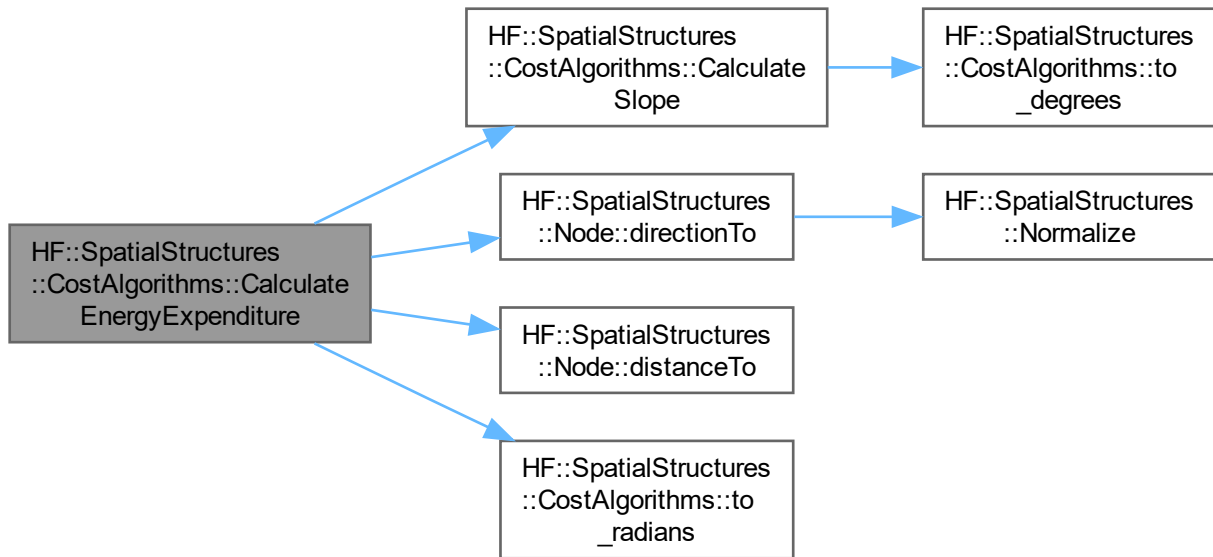 HF::SpatialStructures
::CostAlgorithms::Calculate
EnergyExpenditure
HF::SpatialStructures
::CostAlgorithms::Calculate
Slope
HF::SpatialStructures
::CostAlgorithms::to
_degrees
HF::SpatialStructures
::Node::directionTo
HF::SpatialStructures
::Normalize
HF::SpatialStructures
::Node::distanceTo
HF::SpatialStructures
::CostAlgorithms::to
_radians